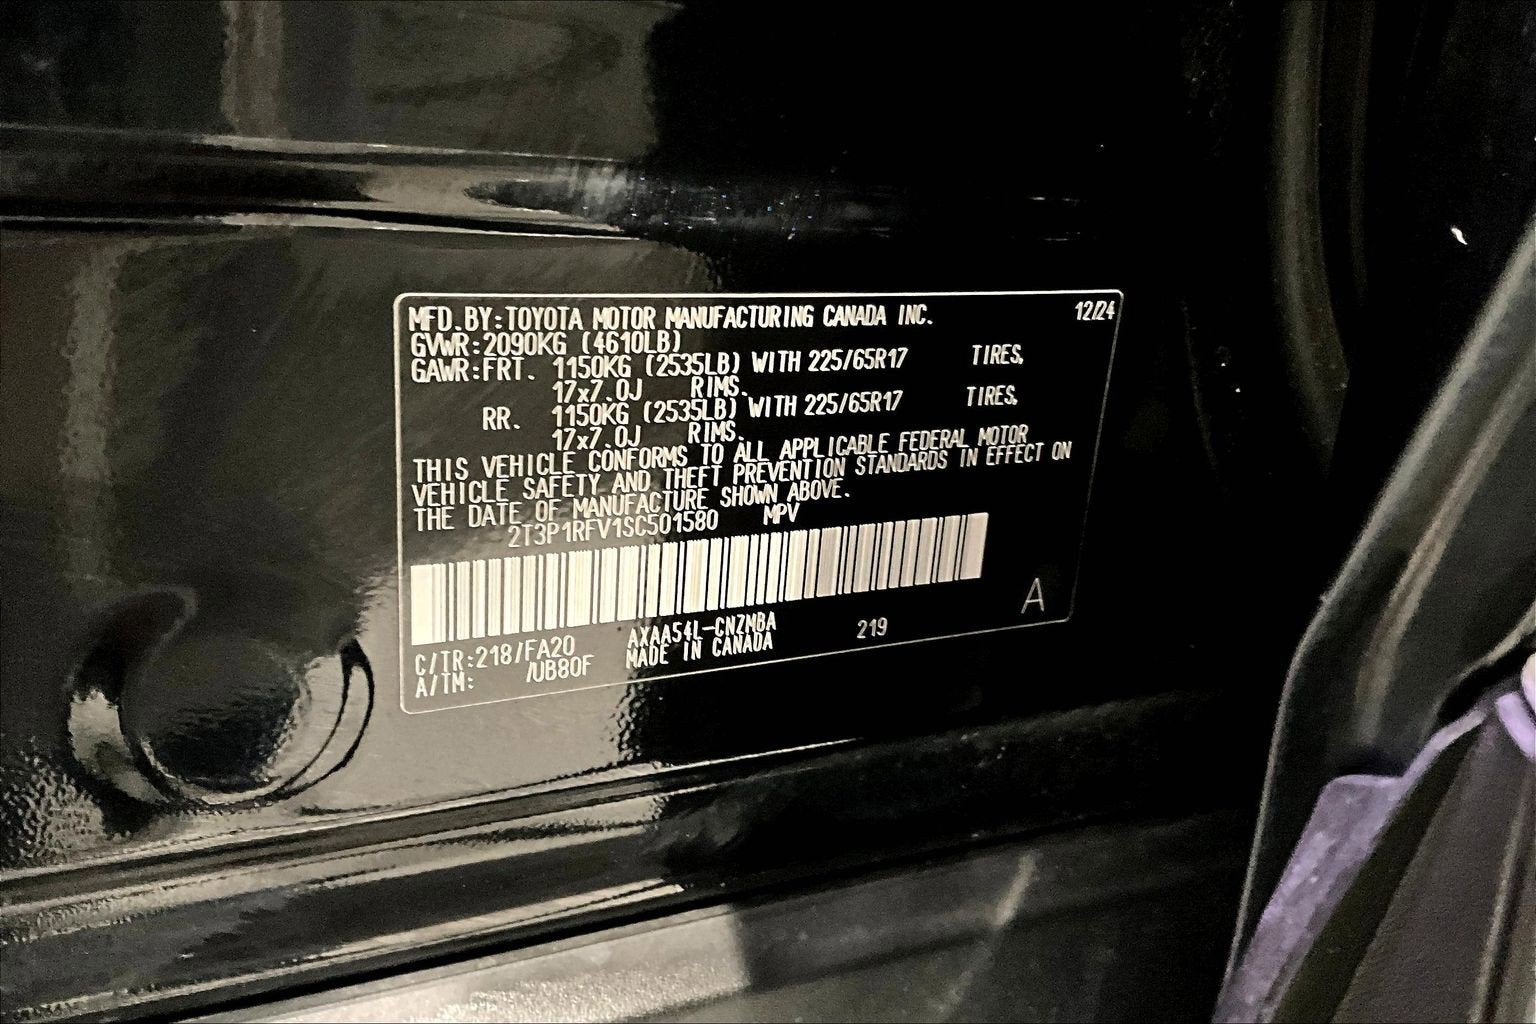 MFD.BY:TOYOTA MOTOR MANUFACTURING CANADA INC. 12/24
GVWR:2090KG (4610LB)
GAWR:FRT. 1150KG (2535LB) WITH 225/65R17 TIRES,
17x7.0J RIMS.
RR. 1150KG (2535LB) WITH 225/65R17 TIRES,
17x7.0J RIMS.
THIS VEHICLE CONFORMS TO ALL APPLICABLE FEDERAL MOTOR
VEHICLE SAFETY AND THEFT PREVENTION STANDARDS IN EFFECT ON
THE DATE OF MANUFACTURE SHOWN ABOVE.
2T3P1RFV1SC501580 MPV
A
C/TR:218/FA20 AXAA54L-CNZMBA 219
A/TM: /UB80F MADE IN CANADA